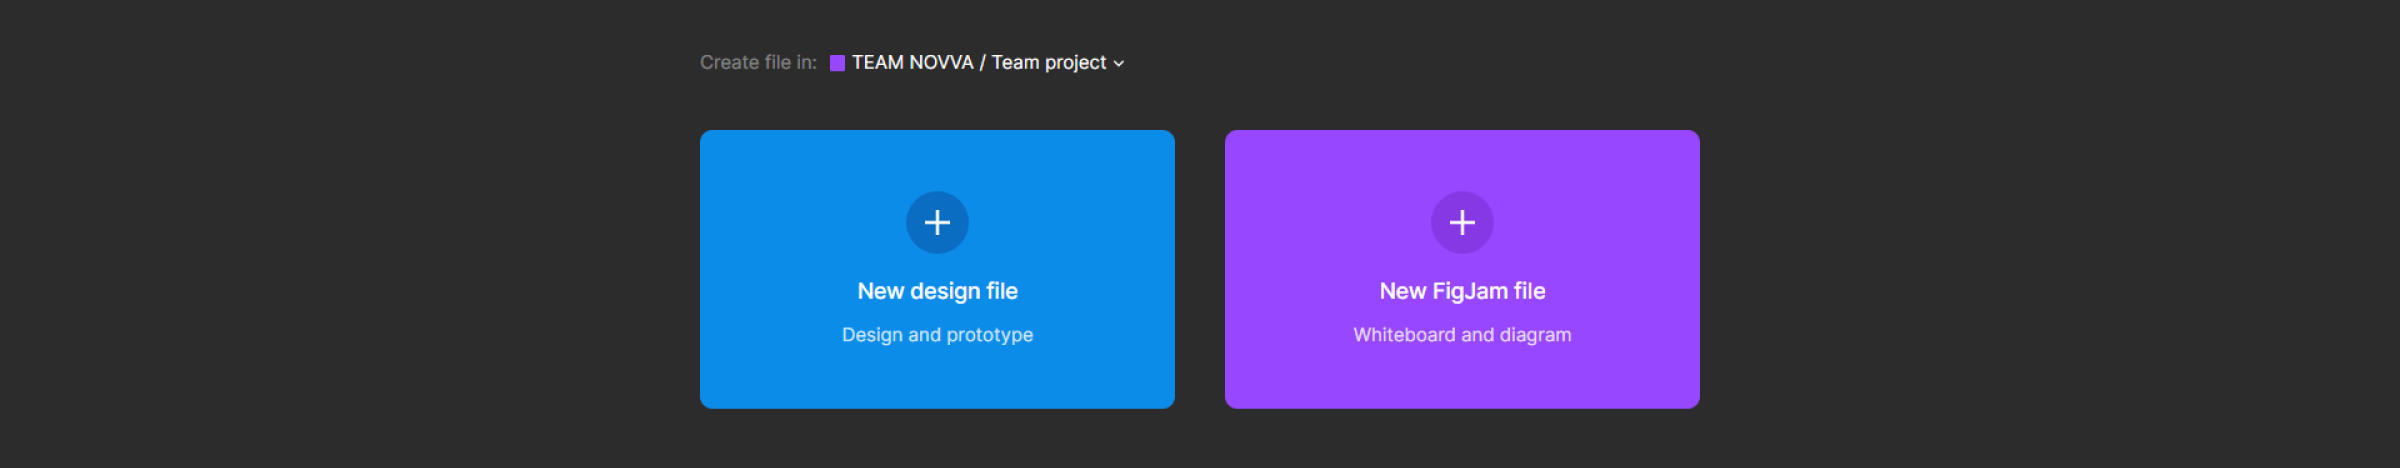 Create file in: TEAM NOVVA / Team project
New design file
Design and prototype
New FigJam file
Whiteboard and diagram